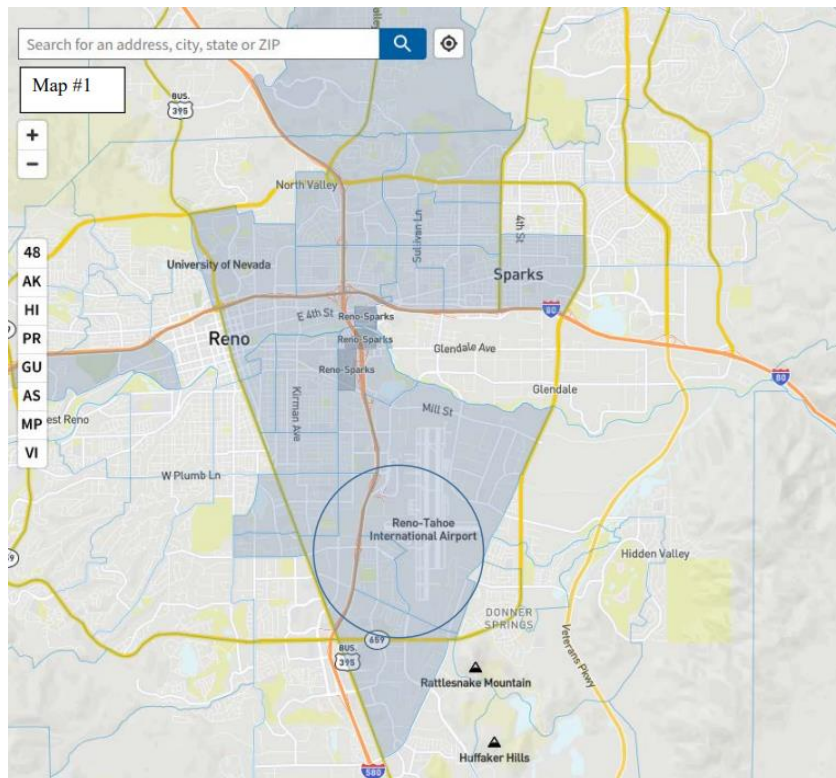 Search for an address, city, state or ZIP
Map #1
+
−
48
AK
HI
PR
GU
AS
MP
VI
BUS.
395
North Valley
Sullivan Ln
4th St
University of Nevada
Sparks
E 4th St
Reno-Sparks
80
Reno
Reno-Sparks
Glendale Ave
Reno-Sparks
80
Glendale
Kirman Ave
Mill St
est Reno
W Plumb Ln
Reno-Tahoe
International Airport
Hidden Valley
DONNER
SPRINGS
659
BUS.
395
Veterans Pkwy
Rattlesnake Mountain
Huffaker Hills
580